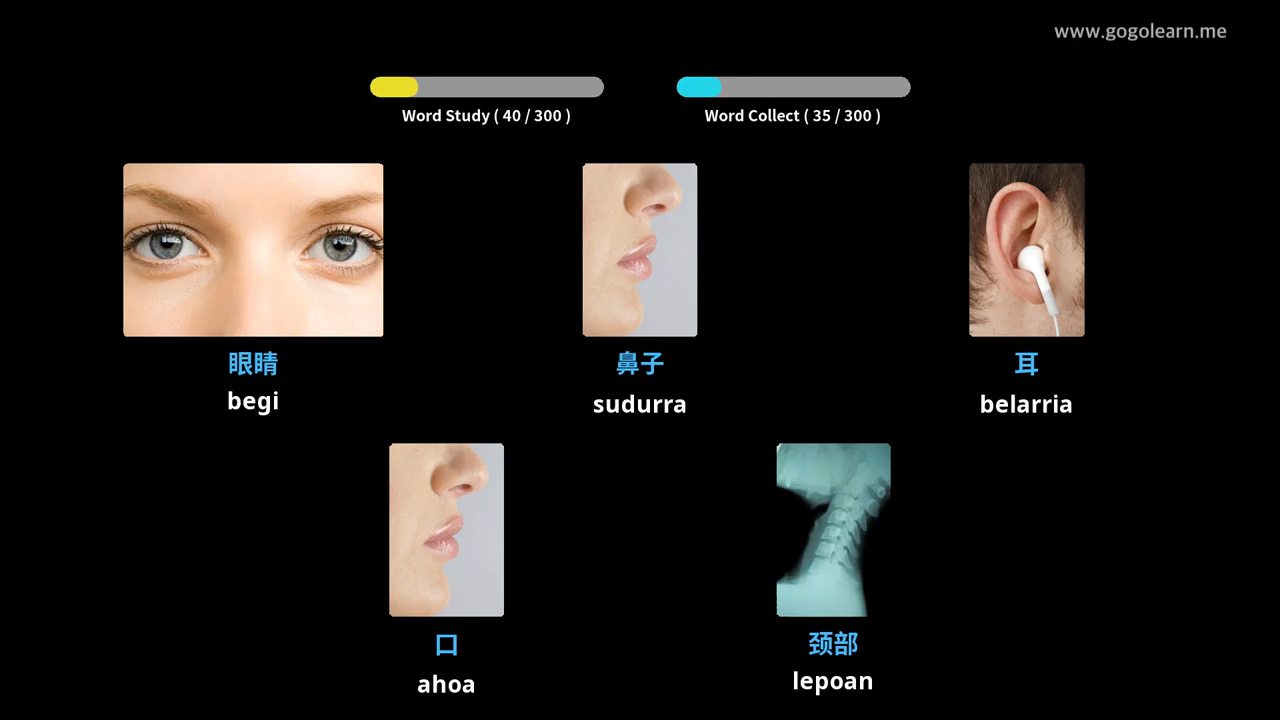 www.gogolearn.me
Word Study ( 40 / 300 )
Word Collect ( 35 / 300 )
眼睛
begi
鼻子
sudurra
耳
belarria
口
ahoa
颈部
lepoan